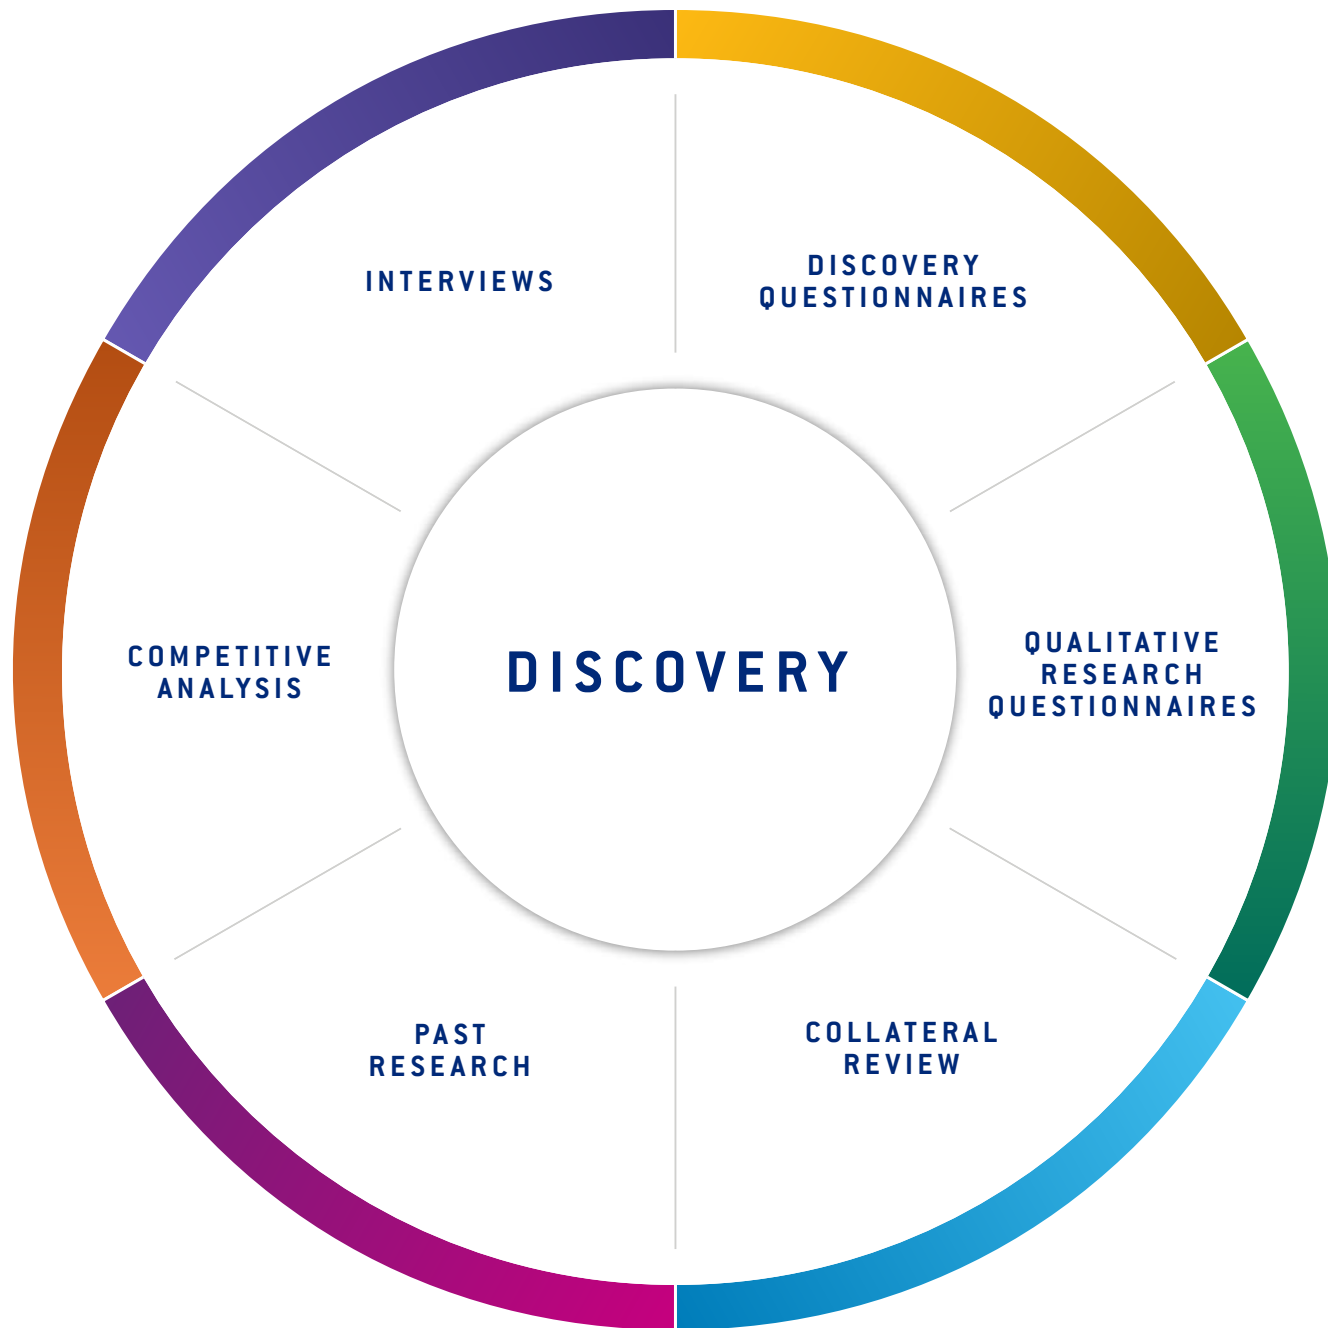 INTERVIEWS
DISCOVERY
QUESTIONNAIRES
COMPETITIVE
ANALYSIS
DISCOVERY
QUALITATIVE
RESEARCH
QUESTIONNAIRES
PAST
RESEARCH
COLLATERAL
REVIEW